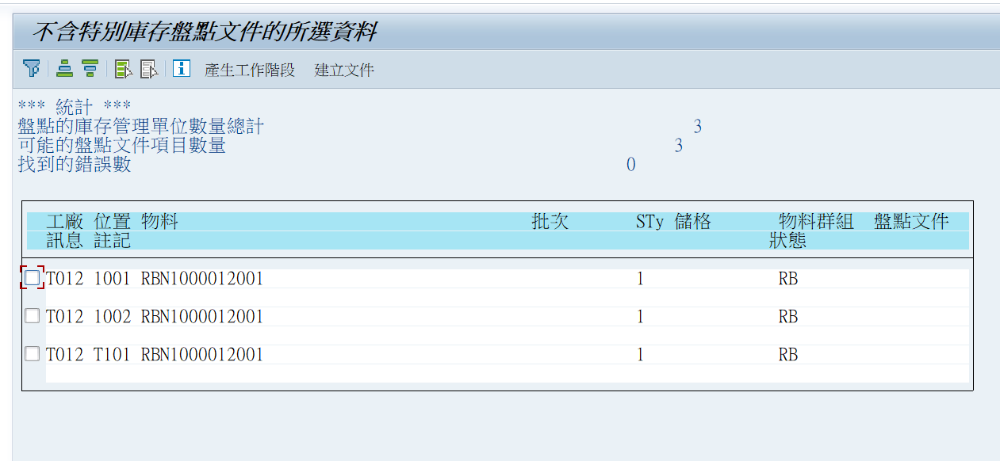 不含特別庫存盤點文件的所選資料
產生工作階段 建立文件
*** 統計 ***
盤點的庫存管理單位數量總計 3
可能的盤點文件項目數量 3
找到的錯誤數 0
工廠 位置 物料 批次 STy 儲格 物料群組 盤點文件
訊息 註記 狀態
T012 1001 RBN1000012001 1 RB
T012 1002 RBN1000012001 1 RB
T012 T101 RBN1000012001 1 RB